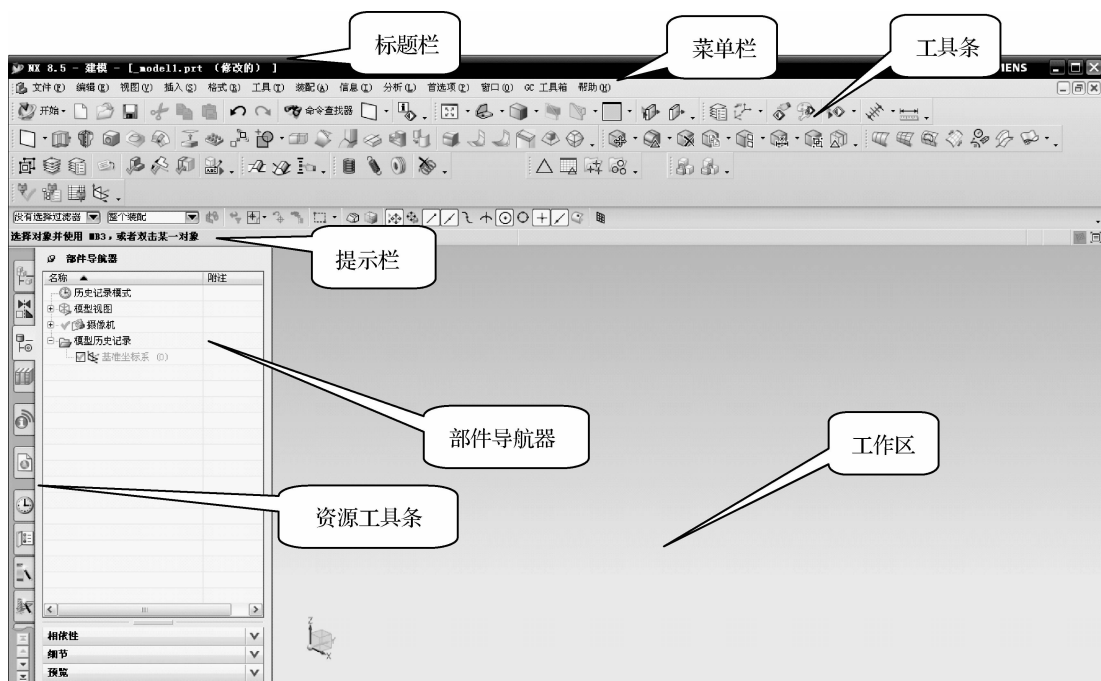 标题栏
菜单栏
工具条
NX 8.5 - 建模 - [_model1.prt （修改的） ]
IENS
文件(F) 编辑(E) 视图(V) 插入(S) 格式(R) 工具(T) 装配(A) 信息(I) 分析(L) 首选项(P) 窗口(O) GC 工具箱 帮助(H)
开始
命令查找器
没有选择过滤器 整个装配
选择对象并使用 MB3，或者双击某一对象
提示栏
部件导航器
名称 附注
历史记录模式
模型视图
摄像机
模型历史记录
基准坐标系 (0)
部件导航器
工作区
资源工具条
Z
X
相依性
细节
预览